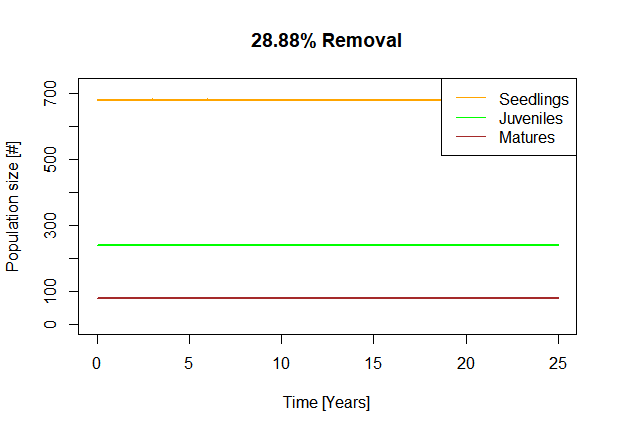 28.88% Removal
Seedlings
Juveniles
Matures
Population size [#]
700
500
300
100
0
0 5 10 15 20 25
Time [Years]